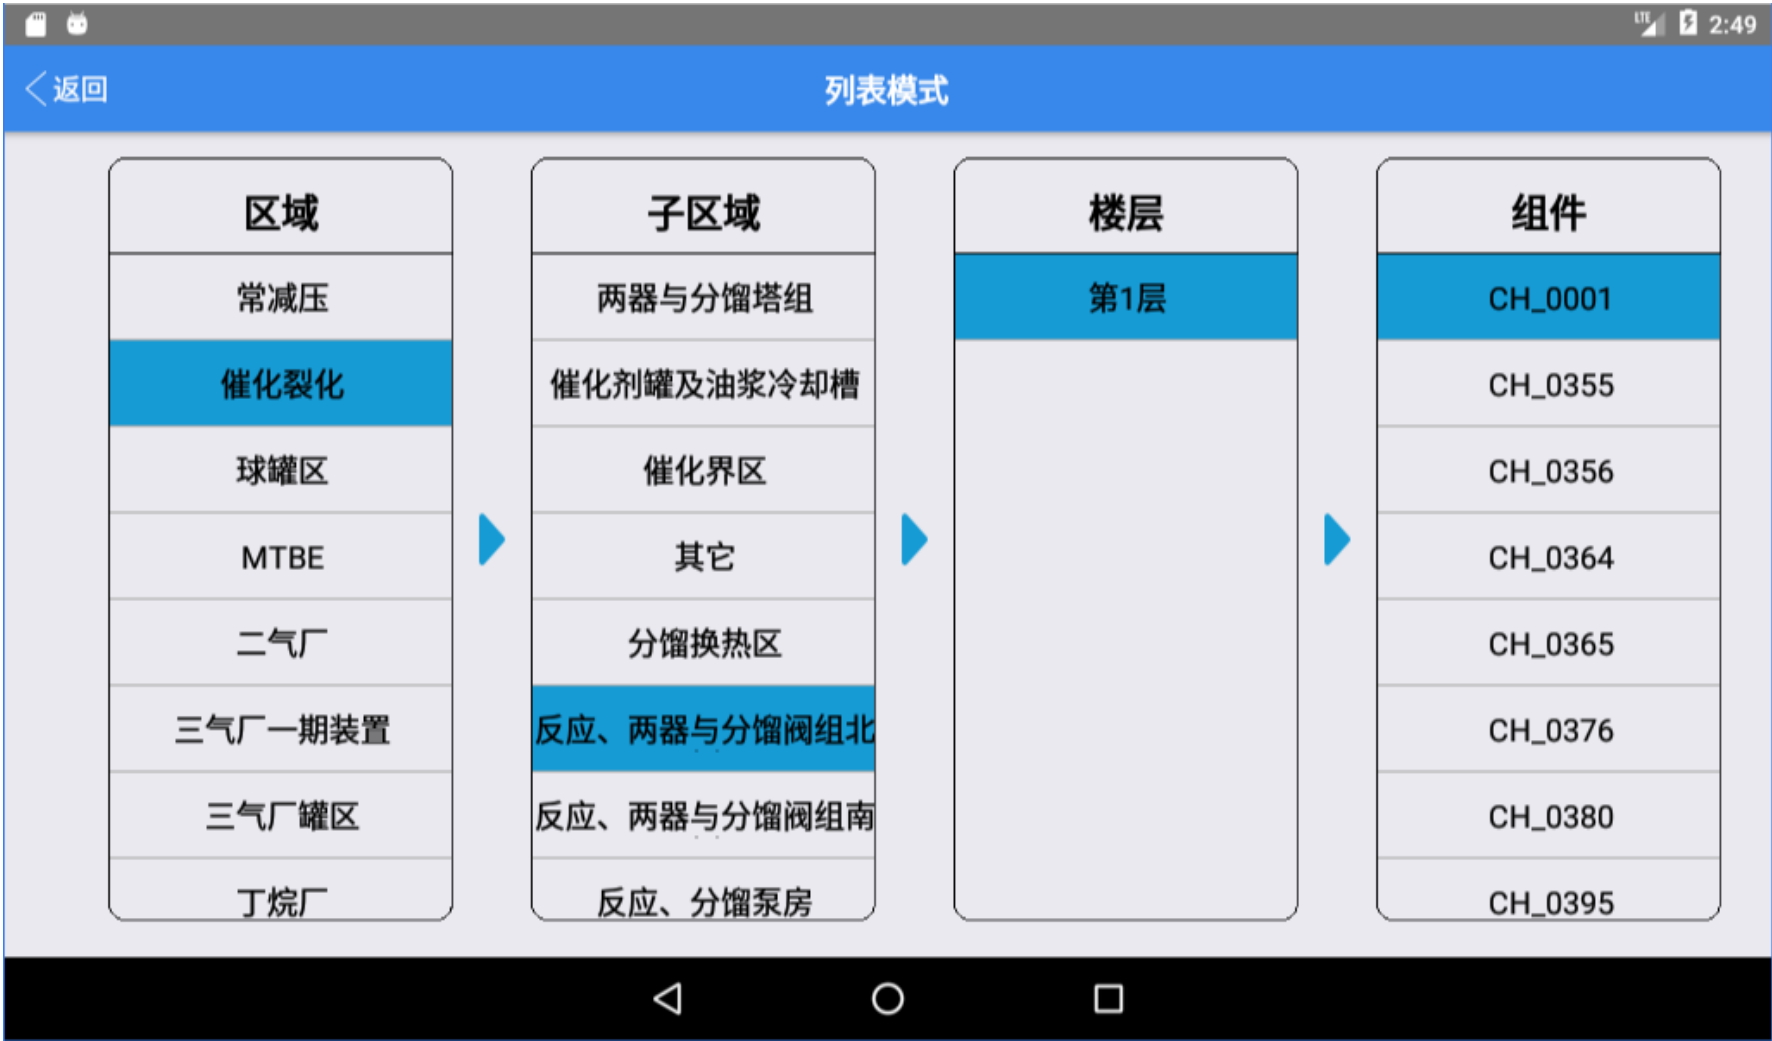 LTE 2:49
返回
列表模式
区域
常减压
催化裂化
球罐区
MTBE
二气厂
三气厂一期装置
三气厂罐区
丁烷厂
子区域
两器与分馏塔组
催化剂罐及油浆冷却槽
催化界区
其它
分馏换热区
反应、两器与分馏阀组北
反应、两器与分馏阀组南
反应、分馏泵房
楼层
第1层
组件
CH_0001
CH_0355
CH_0356
CH_0364
CH_0365
CH_0376
CH_0380
CH_0395